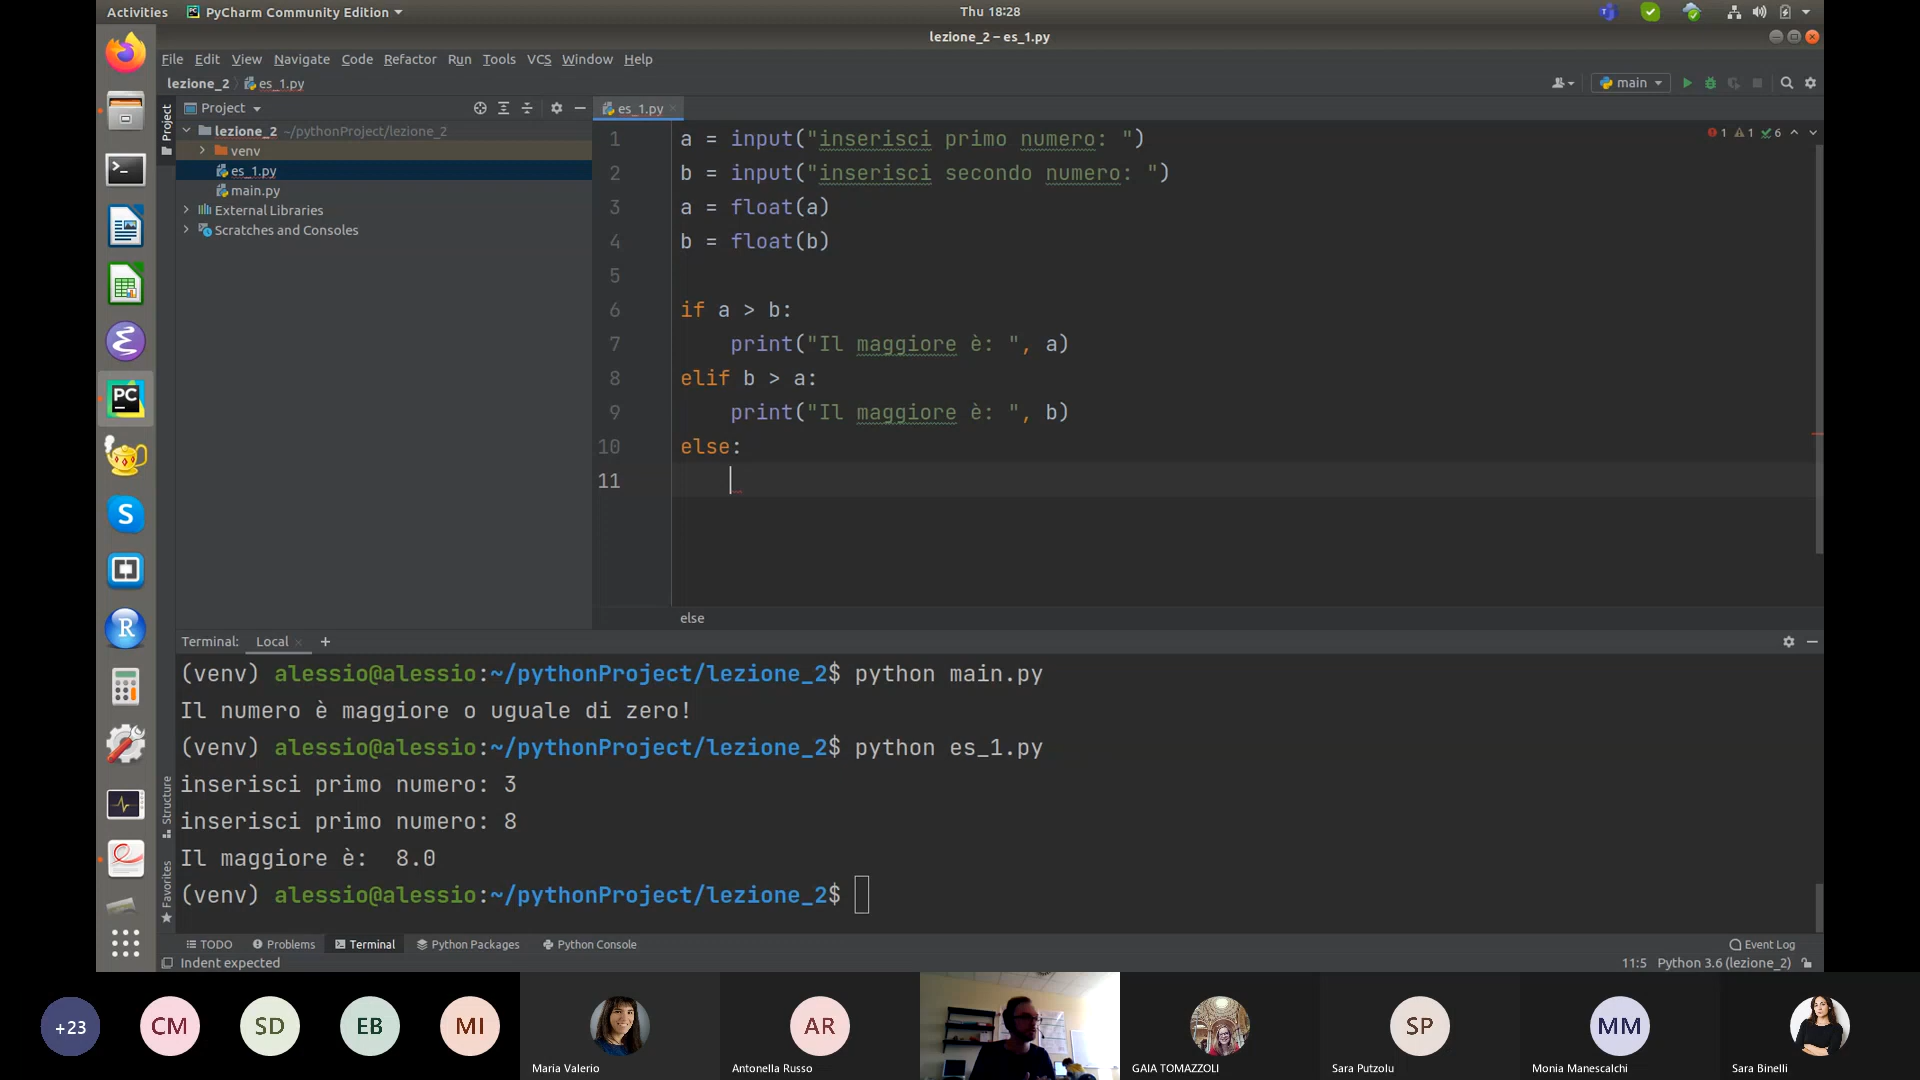 Activities PyCharm Community Edition Thu 18:28
lezione_2 – es_1.py
File Edit View Navigate Code Refactor Run Tools VCS Window Help
lezione_2 es_1.py main
Project es_1.py
Project
lezione_2 ~/pythonProject/lezione_2
venv
es_1.py
main.py
External Libraries
Scratches and Consoles
1 1 6
1 a = input("inserisci primo numero: ")
2 b = input("inserisci secondo numero: ")
3 a = float(a)
4 b = float(b)
5
6 if a > b:
7 print("Il maggiore è: ", a)
8 elif b > a:
9 print("Il maggiore è: ", b)
10 else:
11
else
Terminal: Local +
(venv) alessio@alessio:~/pythonProject/lezione_2$ python main.py
Il numero è maggiore o uguale di zero!
(venv) alessio@alessio:~/pythonProject/lezione_2$ python es_1.py
inserisci primo numero: 3
inserisci primo numero: 8
Il maggiore è:  8.0
(venv) alessio@alessio:~/pythonProject/lezione_2$
Structure
Favorites
TODO Problems Terminal Python Packages Python Console Event Log
Indent expected 11:5 Python 3.6 (lezione_2)
PC
S
R
+23 CM SD EB MI AR SP MM
Maria Valerio Antonella Russo GAIA TOMAZZOLI Sara Putzolu Monia Manescalchi Sara Binelli